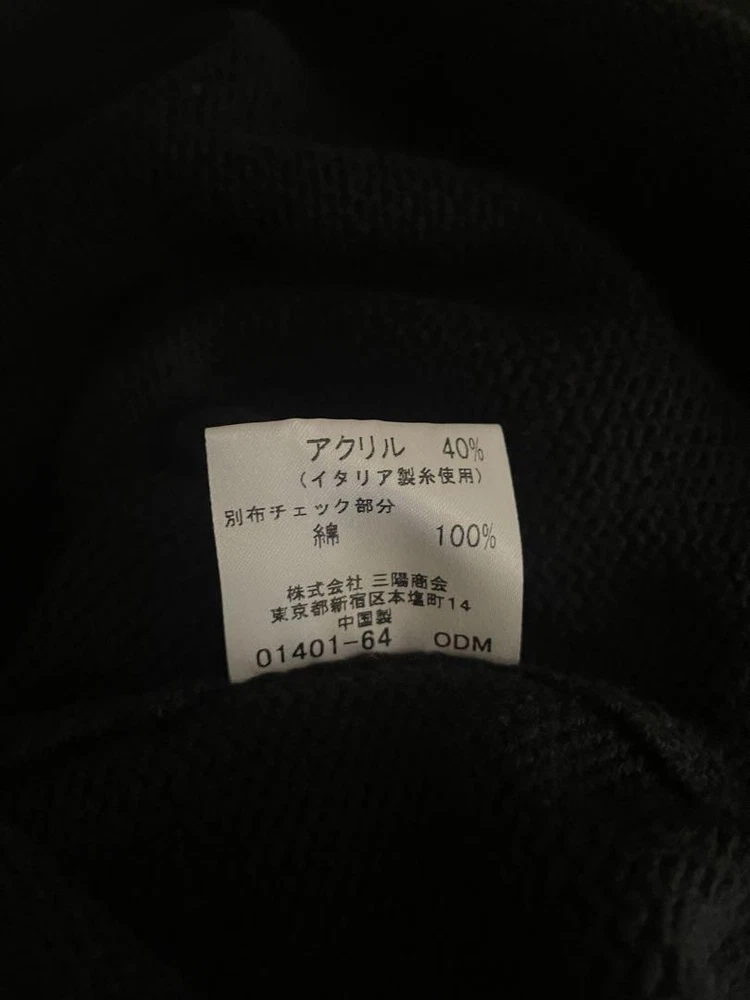 アクリル 40%
(イタリア製糸使用)
別布チェック部分
綿 100%
株式会社 三陽商会
東京都新宿区本塩町14
中国製
01401-64 ODM